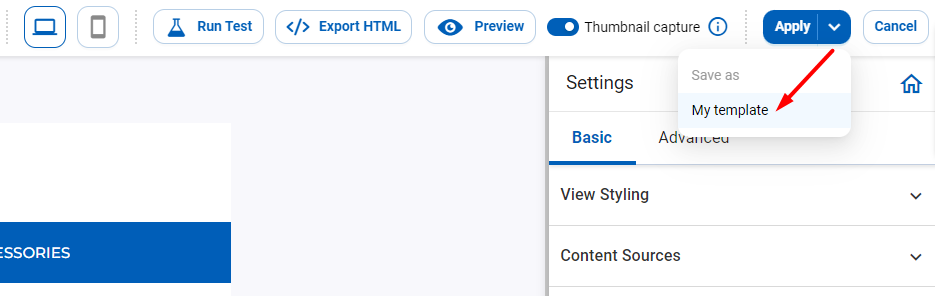 Run Test
Export HTML
Preview
Thumbnail capture
Apply
Cancel
Save as
My template
Settings
Basic
Advanced
View Styling
Content Sources
ESSORIES